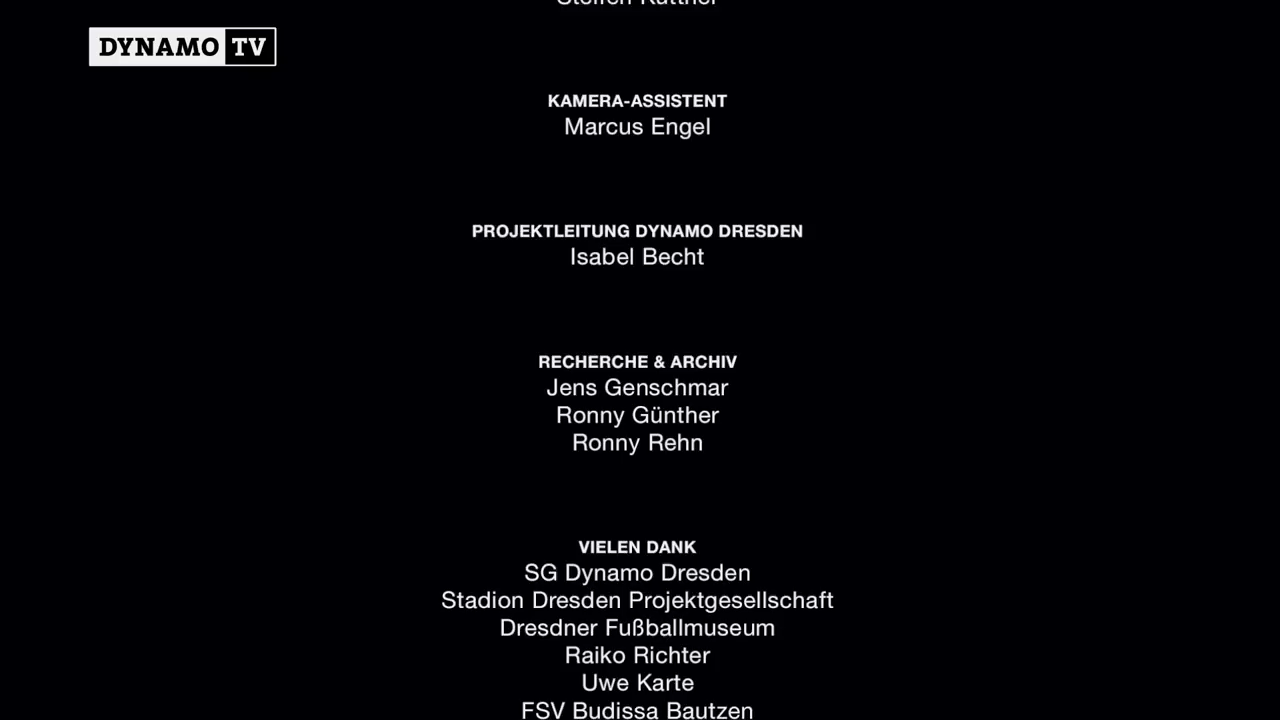 DYNAMO TV
KAMERA-ASSISTENT
Marcus Engel
PROJEKTLEITUNG DYNAMO DRESDEN
Isabel Becht
RECHERCHE & ARCHIV
Jens Genschmar
Ronny Günther
Ronny Rehn
VIELEN DANK
SG Dynamo Dresden
Stadion Dresden Projektgesellschaft
Dresdner Fußballmuseum
Raiko Richter
Uwe Karte
FSV Budissa Bautzen